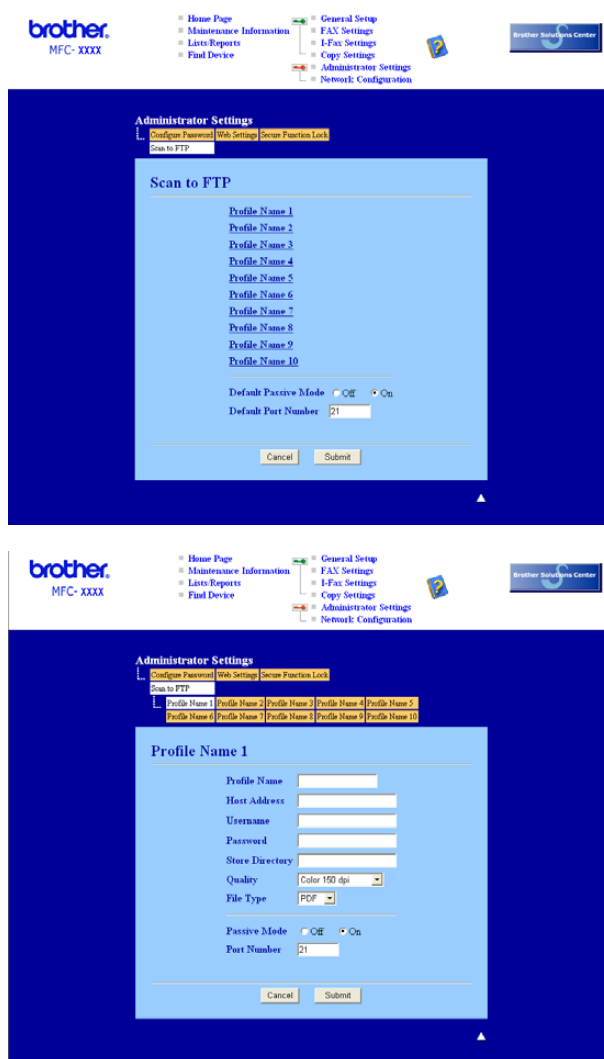 brother.
MFC- XXXX
Home Page
Maintenance Information
Lists/Reports
Find Device
General Setup
FAX Settings
I-Fax Settings
Copy Settings
Administrator Settings
Network Configuration
Brother Solutions Center
Administrator Settings
Configure Password Web Settings Secure Function Lock
Scan to FTP
Scan to FTP
Profile Name 1
Profile Name 2
Profile Name 3
Profile Name 4
Profile Name 5
Profile Name 6
Profile Name 7
Profile Name 8
Profile Name 9
Profile Name 10
Default Passive Mode Off On
Default Port Number 21
Cancel Submit
brother.
MFC- XXXX
Home Page
Maintenance Information
Lists/Reports
Find Device
General Setup
FAX Settings
I-Fax Settings
Copy Settings
Administrator Settings
Network Configuration
Brother Solutions Center
Administrator Settings
Configure Password Web Settings Secure Function Lock
Scan to FTP
Profile Name 1 Profile Name 2 Profile Name 3 Profile Name 4 Profile Name 5
Profile Name 6 Profile Name 7 Profile Name 8 Profile Name 9 Profile Name 10
Profile Name 1
Profile Name
Host Address
Username
Password
Store Directory
Quality Color 150 dpi
File Type PDF
Passive Mode Off On
Port Number 21
Cancel Submit